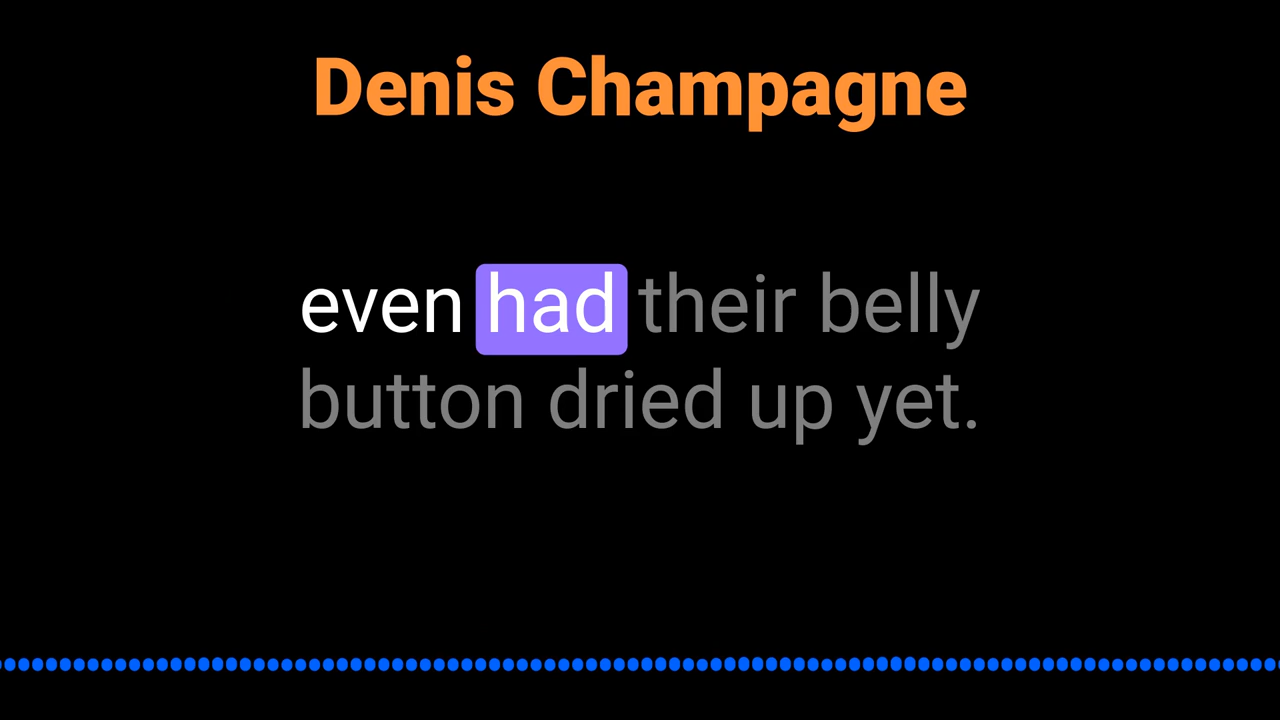 Denis Champagne
even had their belly
button dried up yet.